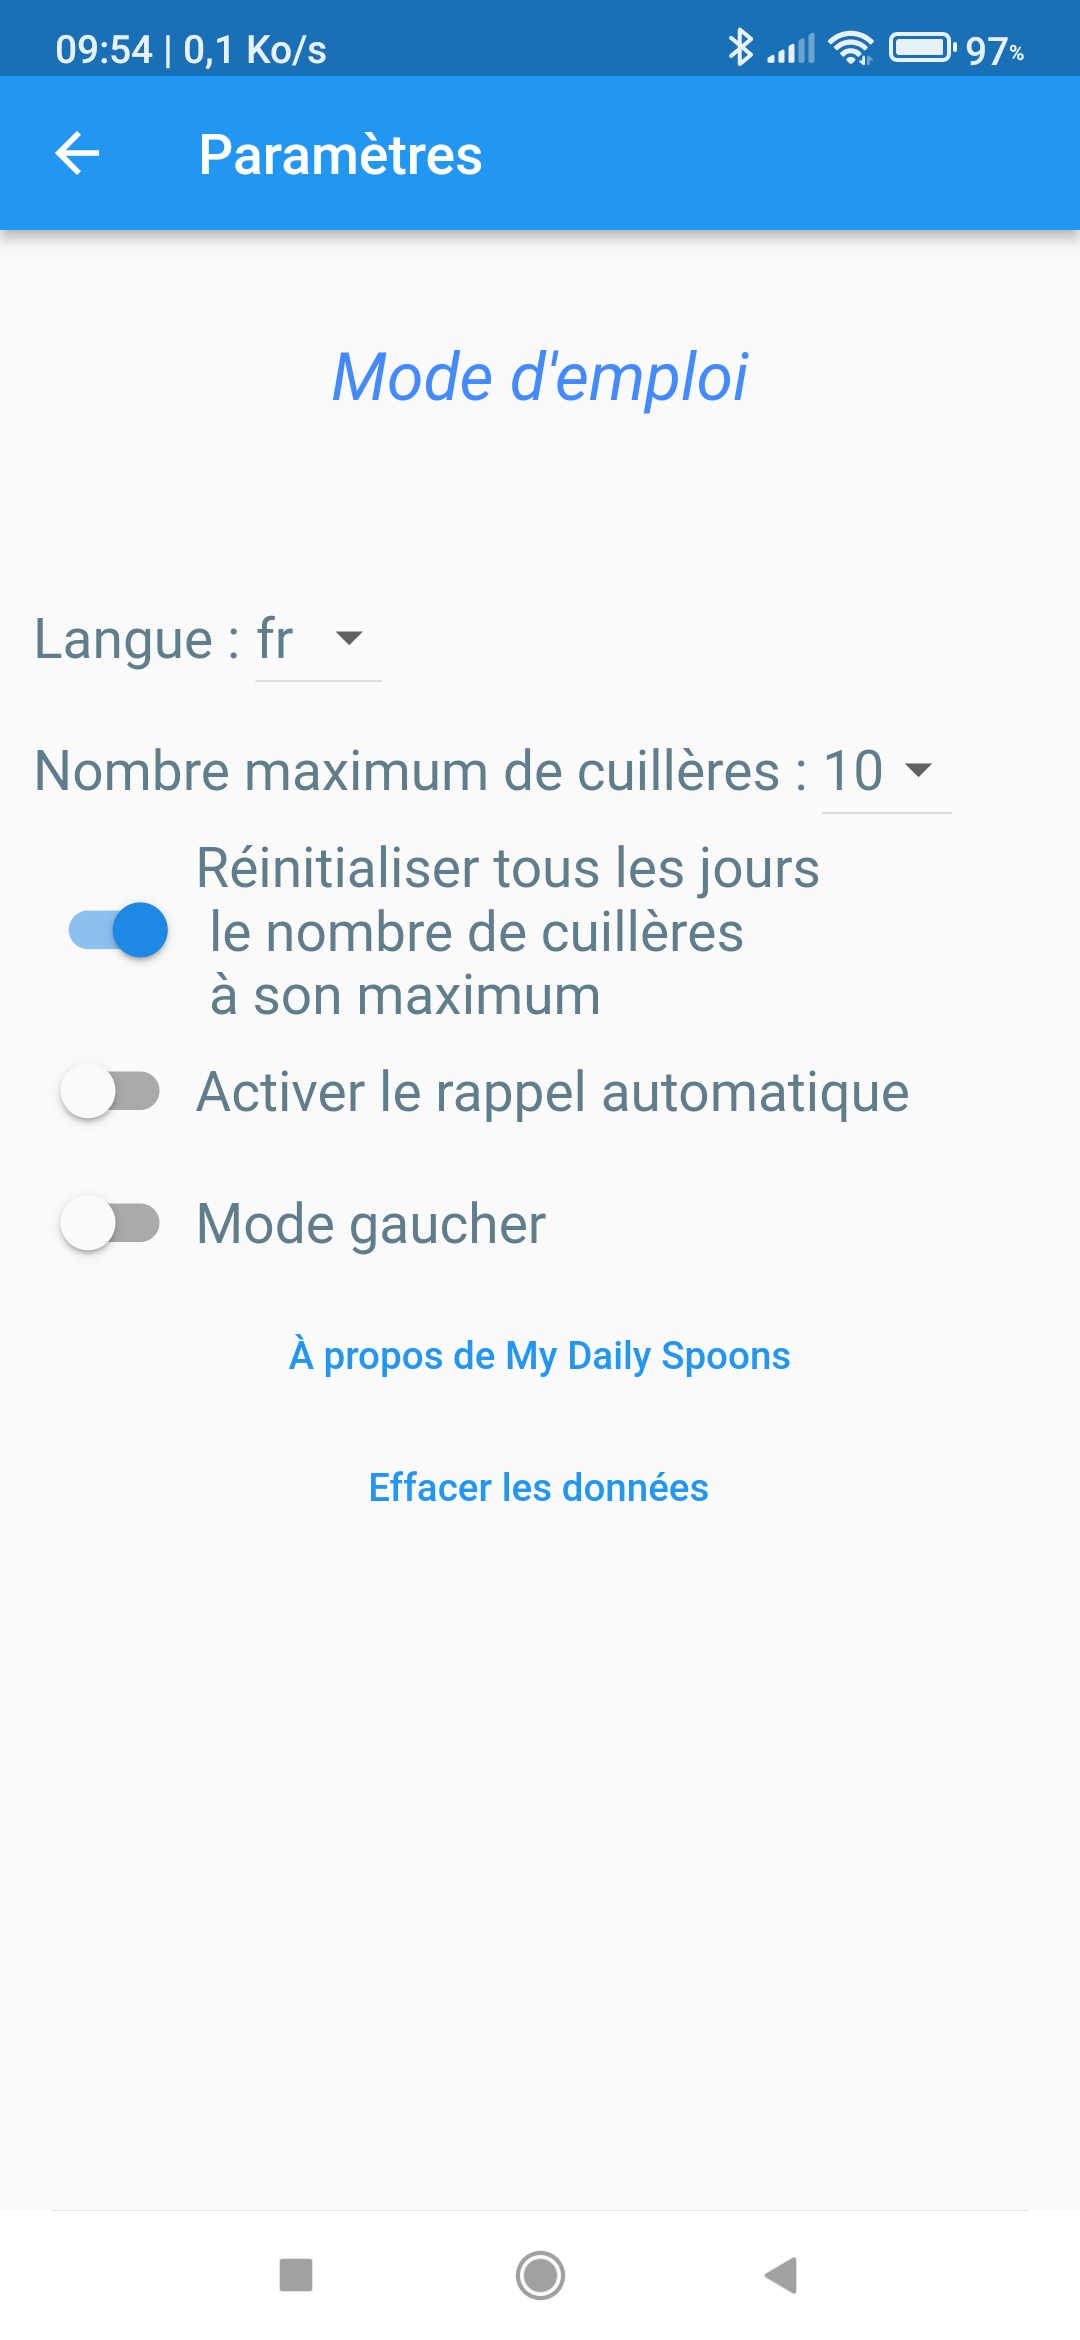 09:54 | 0,1 Ko/s 97%
Paramètres
Mode d'emploi
Langue : fr
Nombre maximum de cuillères : 10
Réinitialiser tous les jours
le nombre de cuillères
à son maximum
Activer le rappel automatique
Mode gaucher
À propos de My Daily Spoons
Effacer les données